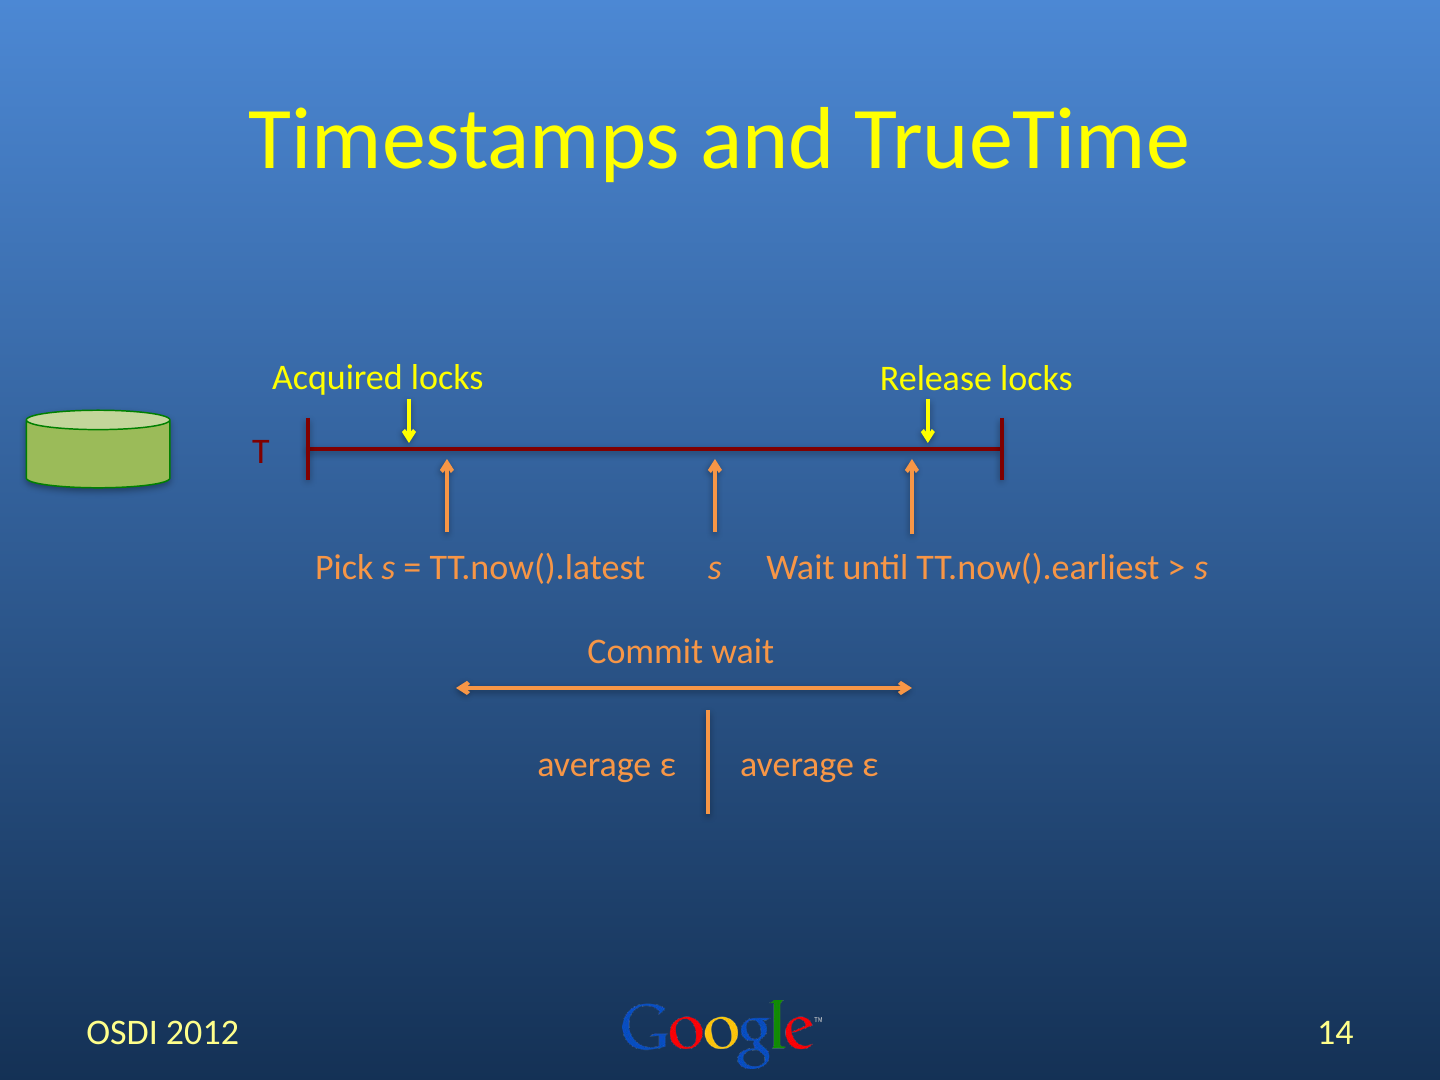 Timestamps and TrueTime
Acquired locks
Release locks
T
Pick s = TT.now().latest
s
Wait until TT.now().earliest > s
Commit wait
average ε
average ε
OSDI 2012
Google™
14